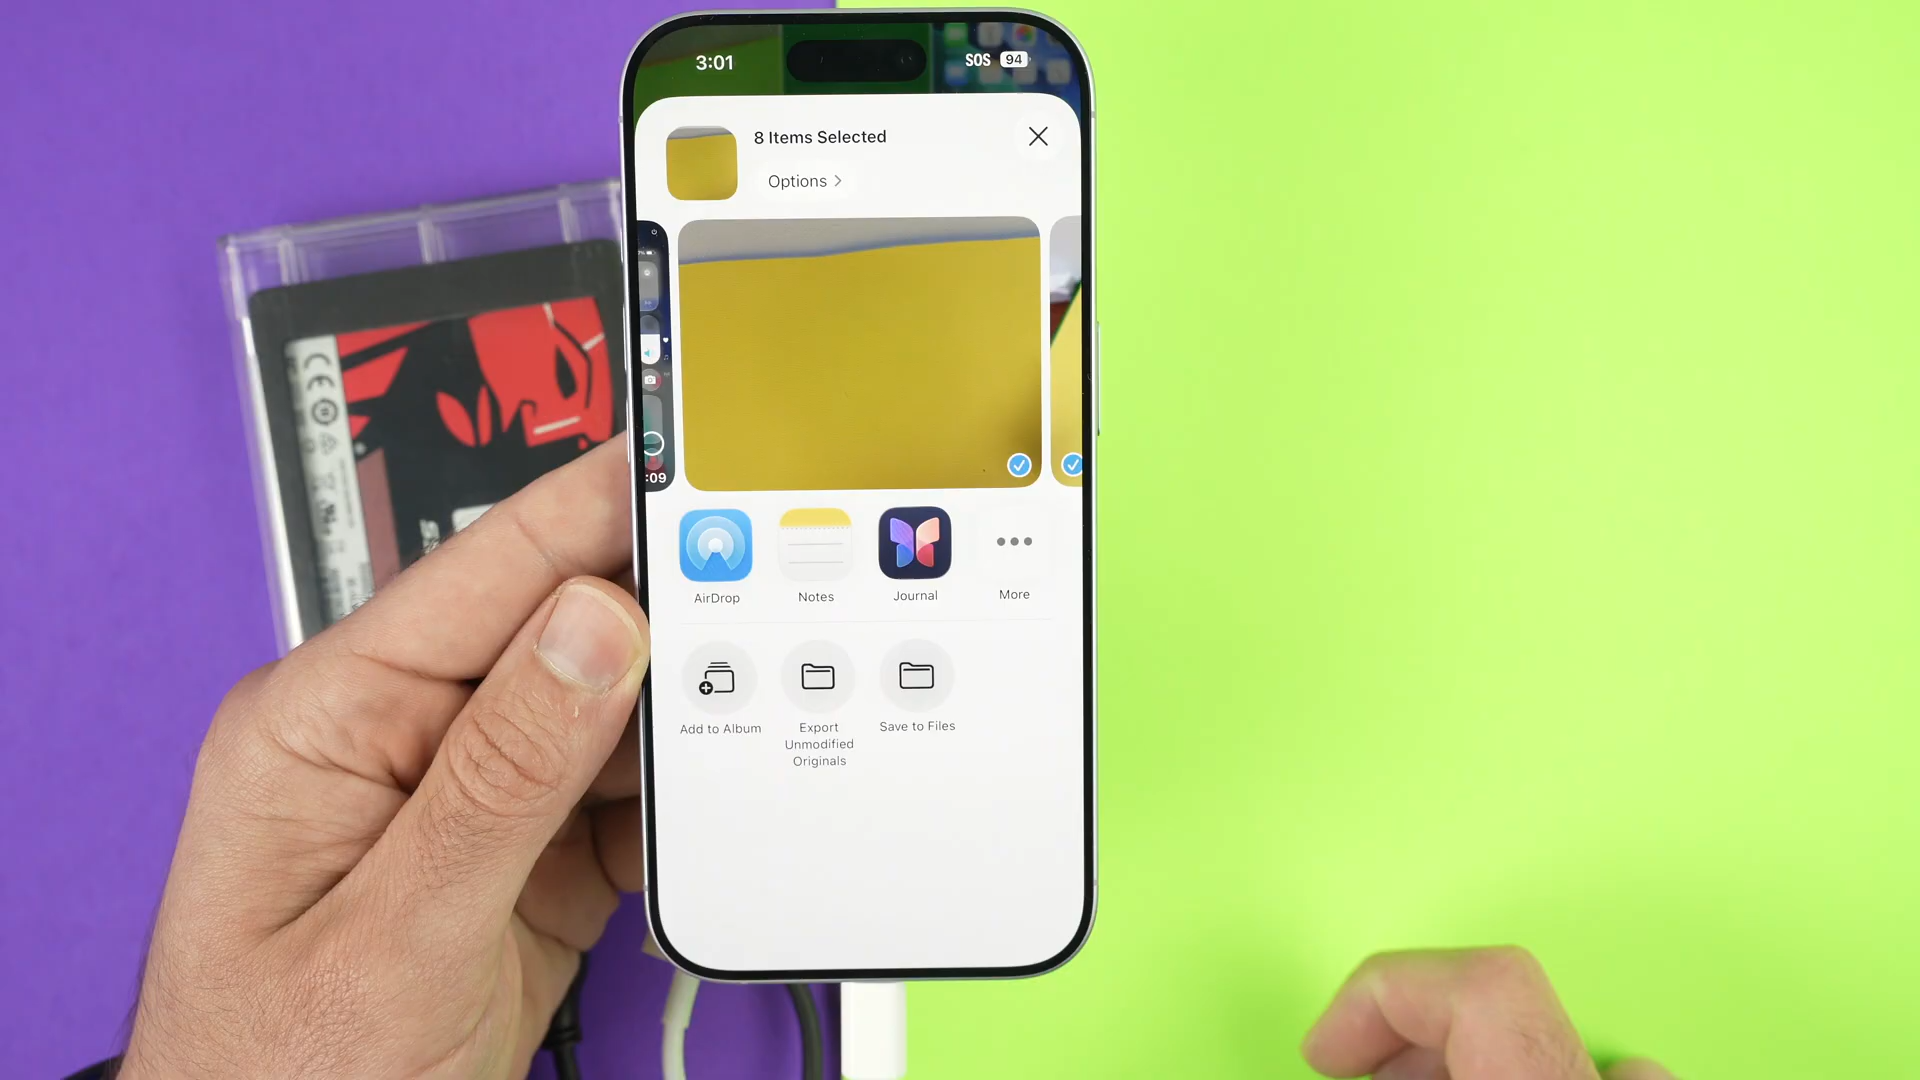 3:01
SOS 94
8 Items Selected
Options
:09
AirDrop
Notes
Journal
More
Add to Album
Export
Unmodified
Originals
Save to Files
CE